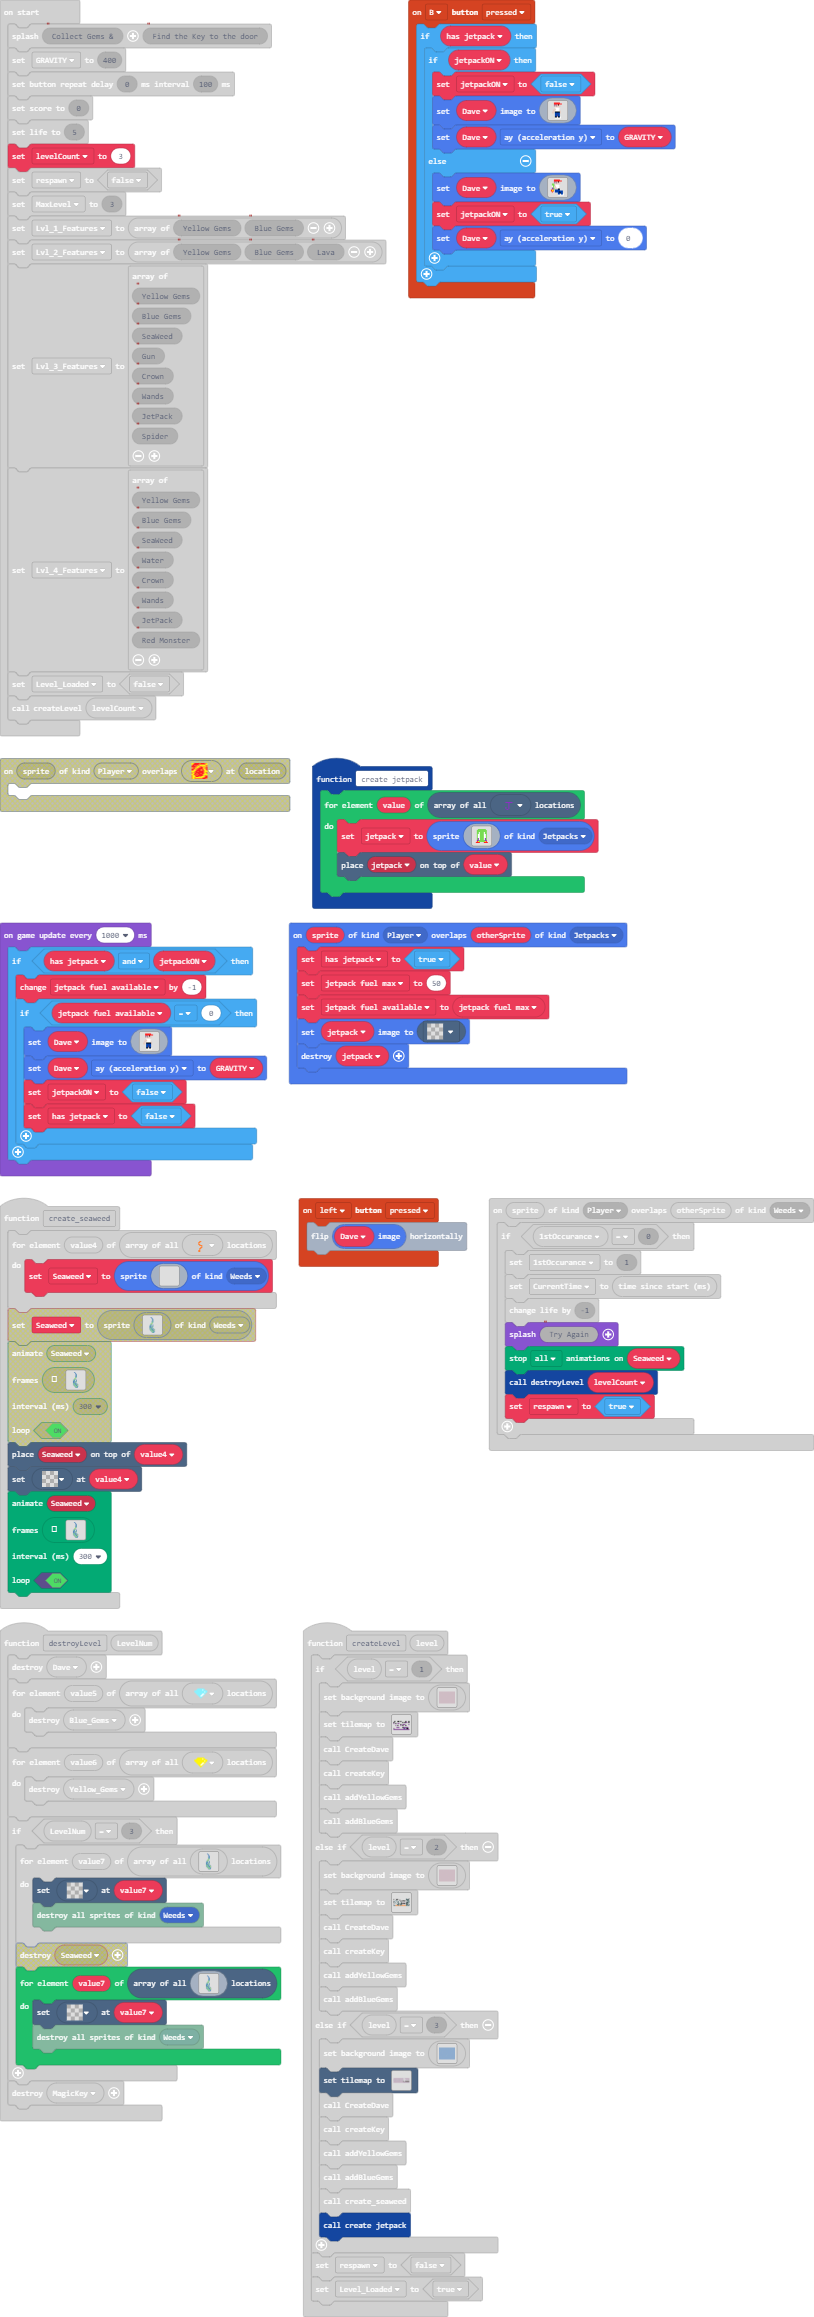 on start
splash Collect Gems & Find the Key to the door
set GRAVITY to 400
set button repeat delay 0 ms interval 100 ms
set score to 0
set life to 5
set levelCount to 3
set respawn to false
set MaxLevel to 3
set Lvl_1_Features to array of Yellow Gems Blue Gems
set Lvl_2_Features to array of Yellow Gems Blue Gems Lava
set Lvl_3_Features to array of
Yellow Gems
Blue Gems
SeaWeed
Gun
Crown
Wands
JetPack
Spider
set Lvl_4_Features to array of
Yellow Gems
Blue Gems
SeaWeed
Water
Crown
Wands
JetPack
Red Monster
set Level_Loaded to false
call createLevel levelCount
on B button pressed
if has jetpack then
if jetpackON then
set jetpackON to false
set Dave image to
set Dave ay (acceleration y) to GRAVITY
else
set Dave image to
set jetpackON to true
set Dave ay (acceleration y) to 0
on sprite of kind Player overlaps at location
function create jetpack
for element value of array of all locations
do
set jetpack to sprite of kind Jetpacks
place jetpack on top of value
on game update every 1000 ms
if has jetpack and jetpackON then
change jetpack fuel available by -1
if jetpack fuel available = 0 then
set Dave image to
set Dave ay (acceleration y) to GRAVITY
set jetpackON to false
set has jetpack to false
on sprite of kind Player overlaps otherSprite of kind Jetpacks
set has jetpack to true
set jetpack fuel max to 50
set jetpack fuel available to jetpack fuel max
set jetpack image to
destroy jetpack
function create_seaweed
for element value4 of array of all locations
do
set Seaweed to sprite of kind Weeds
set Seaweed to sprite of kind Weeds
animate Seaweed
frames
interval (ms) 300
loop ON
place Seaweed on top of value4
set at value4
animate Seaweed
frames
interval (ms) 300
loop ON
on left button pressed
flip Dave image horizontally
on sprite of kind Player overlaps otherSprite of kind Weeds
if 1stOccurance = 0 then
set 1stOccurance to 1
set CurrontTime to time since start (ms)
change life by -1
splash Try Again
stop all animations on Seaweed
call destroyLevel levelCount
set respawn to true
function destroyLevel LevelNum
destroy Dave
for element value5 of array of all locations
do
destroy Blue_Gems
for element value6 of array of all locations
do
destroy Yellow_Gems
if LevelNum = 3 then
for element value7 of array of all locations
do
set at value7
destroy all sprites of kind Weeds
destroy Seaweed
for element value7 of array of all locations
do
set at value7
destroy all sprites of kind Weeds
destroy MagicKey
function createLevel level
if level = 1 then
set background image to
set tilemap to
call CreateDave
call createKey
call addYellowGems
call addBlueGems
else if level = 2 then
set background image to
set tilemap to
call CreateDave
call createKey
call addYellowGems
call addBlueGems
else if level = 3 then
set background image to
set tilemap to
call CreateDave
call createKey
call addYellowGems
call addBlueGems
call create_seaweed
call create jetpack
set respawn to false
set Level_Loaded to true